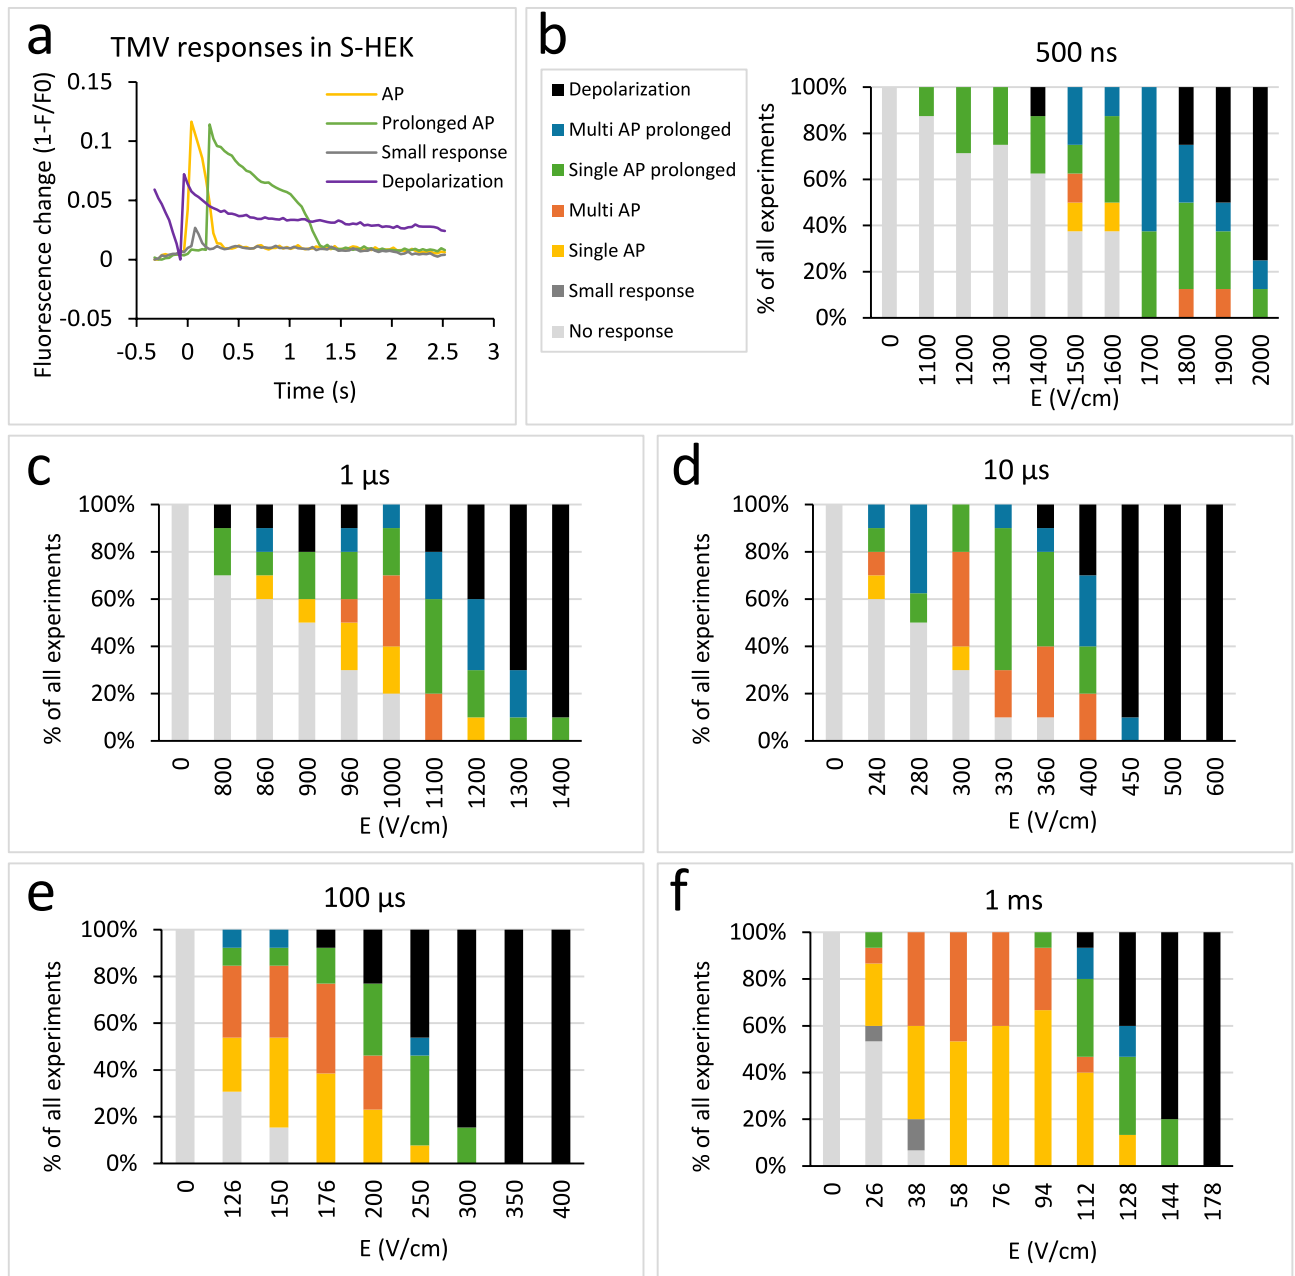 a
TMV responses in S-HEK
Fluorescence change (1-F/F0)
0.15
0.1
0.05
0
-0.05
AP
Prolonged AP
Small response
Depolarization
-0.5 0 0.5 1 1.5 2 2.5 3
Time (s)
b
Depolarization
Multi AP prolonged
Single AP prolonged
Multi AP
Single AP
Small response
No response
500 ns
% of all experiments
100%
80%
60%
40%
20%
0%
0 1100 1200 1300 1400 1500 1600 1700 1800 1900 2000
E (V/cm)
c
1 µs
% of all experiments
100%
80%
60%
40%
20%
0%
0 800 860 900 960 1000 1100 1200 1300 1400
E (V/cm)
d
10 µs
% of all experiments
100%
80%
60%
40%
20%
0%
0 240 280 300 330 360 400 450 500 600
E (V/cm)
e
100 µs
% of all experiments
100%
80%
60%
40%
20%
0%
0 126 150 176 200 250 300 350 400
E (V/cm)
f
1 ms
% of all experiments
100%
80%
60%
40%
20%
0%
0 26 38 58 76 94 112 128 144 178
E (V/cm)